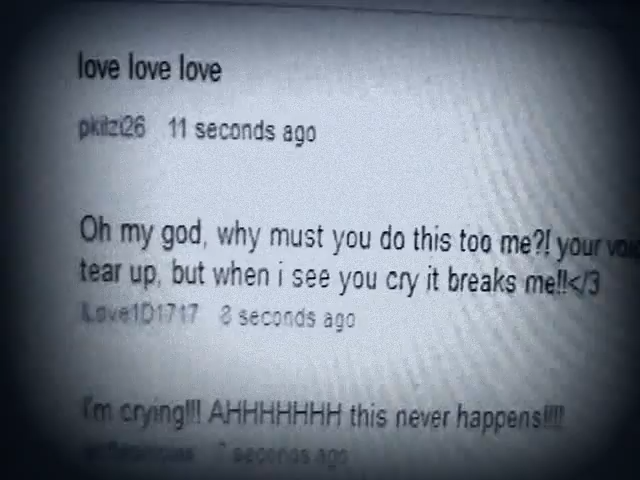 love love love
pkitzi26 11 seconds ago
Oh my god, why must you do this too me?! your
tear up, but when i see you cry it breaks me!!</3
ILove1D1717 8 seconds ago
I'm crying!!! AHHHHHHH this never happens!!!!
seconds ago